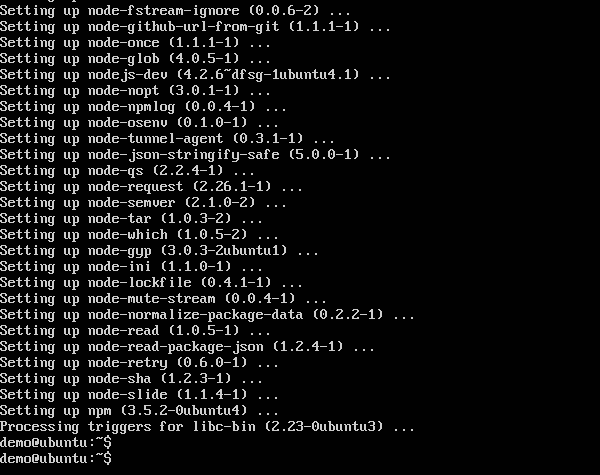 Setting up node-fstream-ignore (0.0.6-2) ...
Setting up node-github-url-from-git (1.1.1-1) ...
Setting up node-once (1.1.1-1) ...
Setting up node-glob (4.0.5-1) ...
Setting up nodejs-dev (4.2.6~dfsg-1ubuntu4.1) ...
Setting up node-nopt (3.0.1-1) ...
Setting up node-npmlog (0.0.4-1) ...
Setting up node-osenv (0.1.0-1) ...
Setting up node-tunnel-agent (0.3.1-1) ...
Setting up node-json-stringify-safe (5.0.0-1) ...
Setting up node-qs (2.2.4-1) ...
Setting up node-request (2.26.1-1) ...
Setting up node-semver (2.1.0-2) ...
Setting up node-tar (1.0.3-2) ...
Setting up node-which (1.0.5-2) ...
Setting up node-gyp (3.0.3-2ubuntu1) ...
Setting up node-ini (1.1.0-1) ...
Setting up node-lockfile (0.4.1-1) ...
Setting up node-mute-stream (0.0.4-1) ...
Setting up node-normalize-package-data (0.2.2-1) ...
Setting up node-read (1.0.5-1) ...
Setting up node-read-package-json (1.2.4-1) ...
Setting up node-retry (0.6.0-1) ...
Setting up node-sha (1.2.3-1) ...
Setting up node-slide (1.1.4-1) ...
Setting up npm (3.5.2-0ubuntu4) ...
Processing triggers for libc-bin (2.23-0ubuntu3) ...
demo@ubuntu:~$
demo@ubuntu:~$